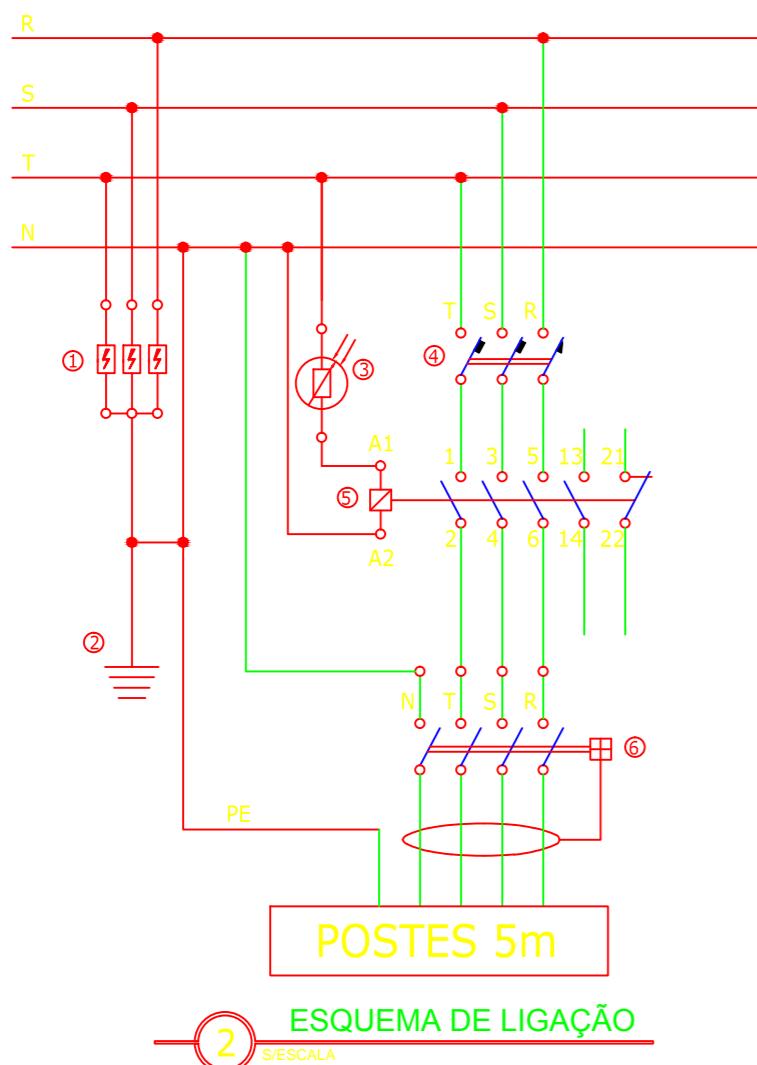 R
S
T
N
T S R
①
④
③
A1
1 3 5 13 21
⑤
2 4 6 14 22
A2
②
N T S R
⑥
PE
POSTES 5m
ESQUEMA DE LIGAÇÃO
2
S/ESCALA